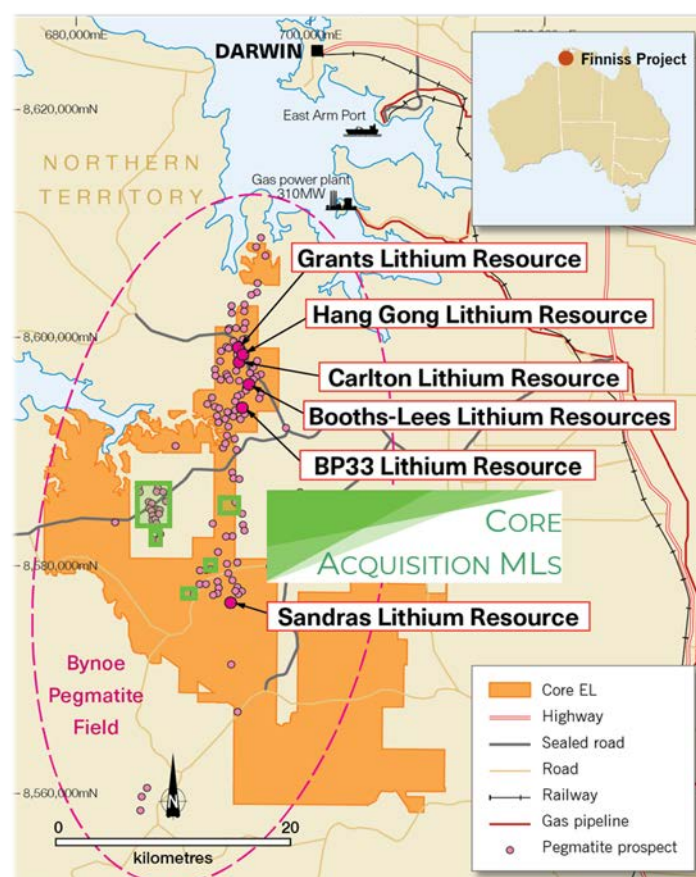 680,000mE
700,000mE
DARWIN
Finniss Project
8,620,000mN
East Arm Port
NORTHERN
TERRITORY
Gas power plant
310MW
Grants Lithium Resource
Hang Gong Lithium Resource
8,600,000mN
Carlton Lithium Resource
Booths-Lees Lithium Resources
BP33 Lithium Resource
CORE
ACQUISITION MLS
8,580,000mN
Sandras Lithium Resource
Bynoe
Pegmatite
Field
Core EL
Highway
Sealed road
Road
Railway
Gas pipeline
Pegmatite prospect
8,560,000mN
N
0 20
kilometres